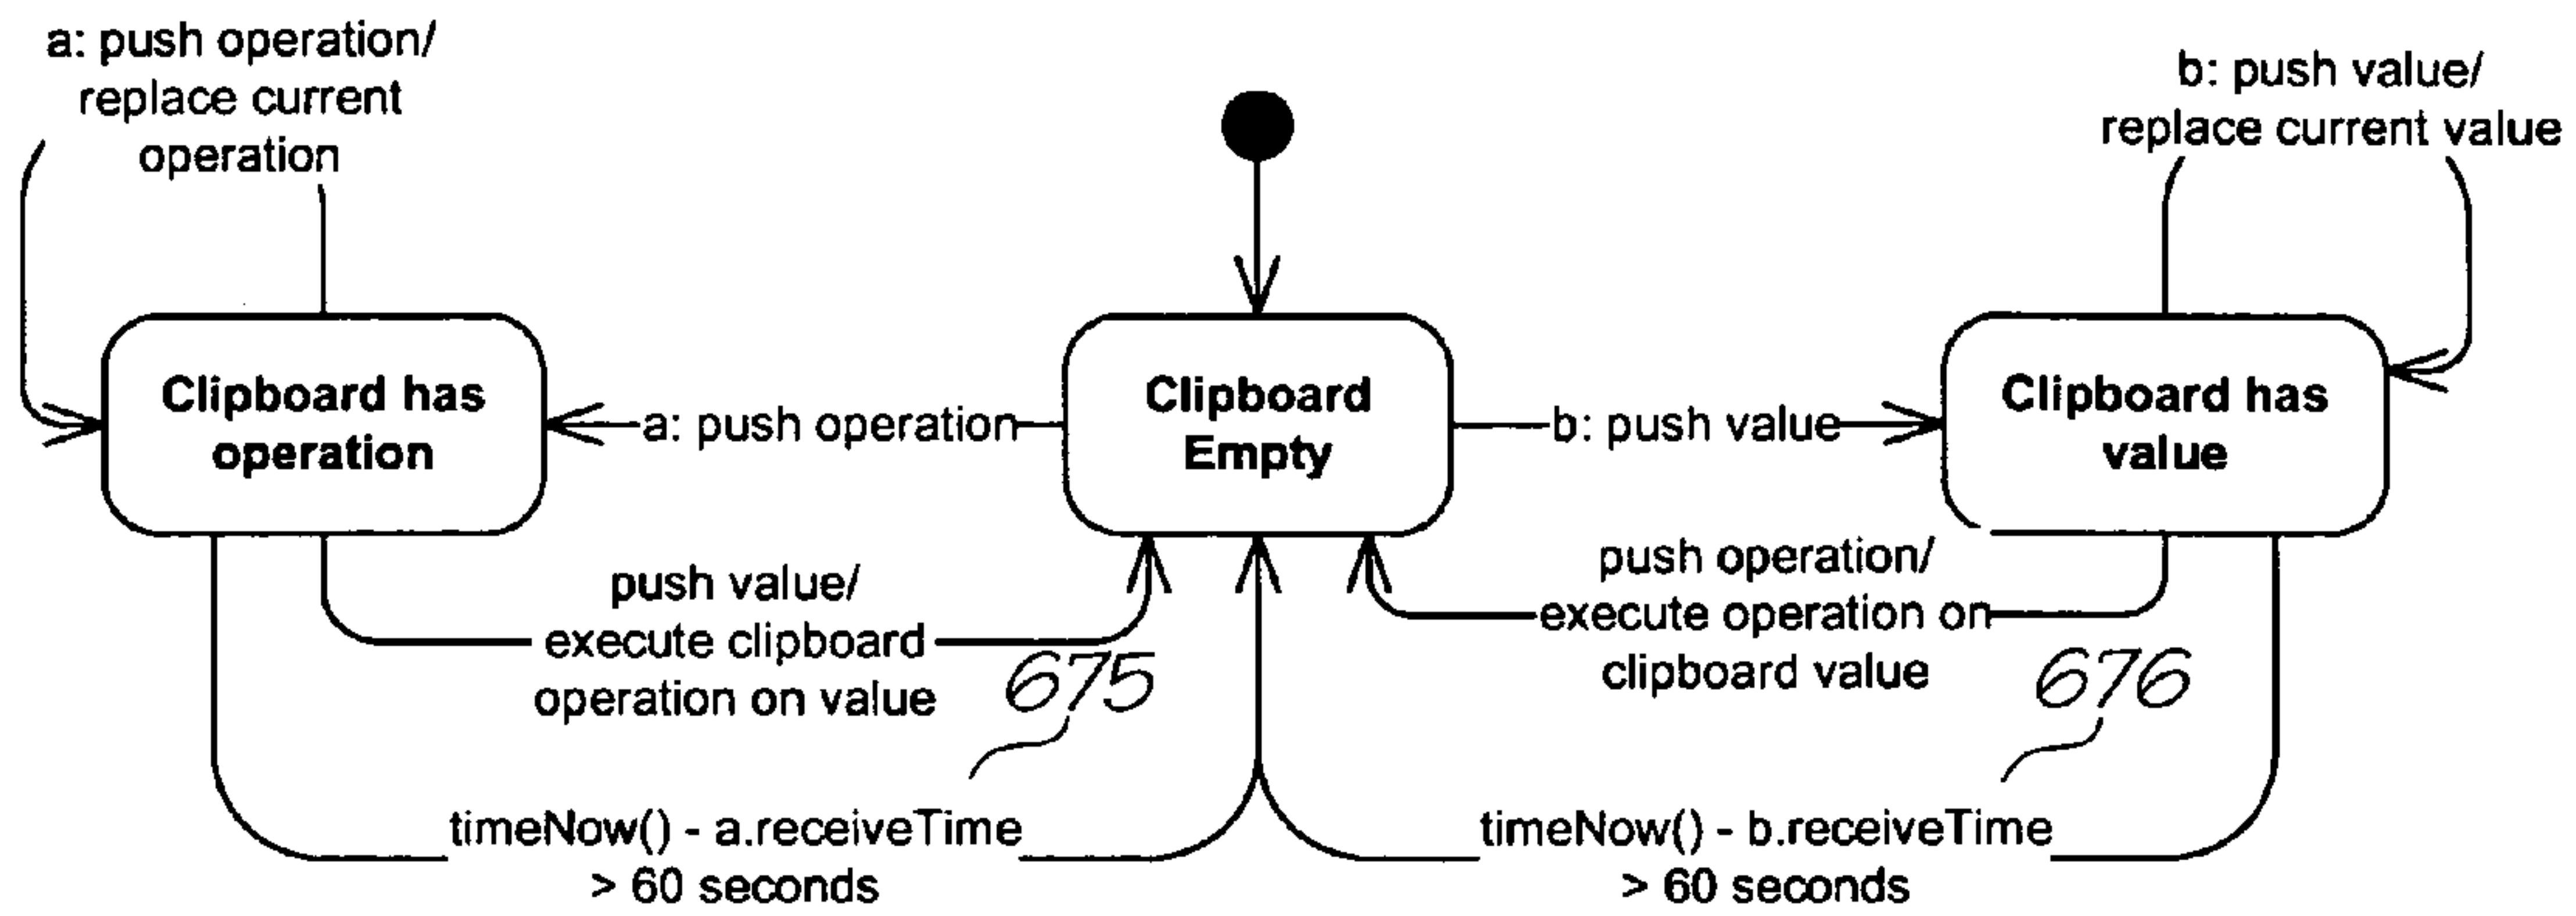 a: push operation/
replace current
operation
b: push value/
replace current value
Clipboard has
operation
a: push operation
Clipboard
Empty
b: push value
Clipboard has
value
push value/
execute clipboard
operation on value
675
push operation/
execute operation on
clipboard value
676
timeNow() - a.receiveTime
> 60 seconds
timeNow() - b.receiveTime
> 60 seconds